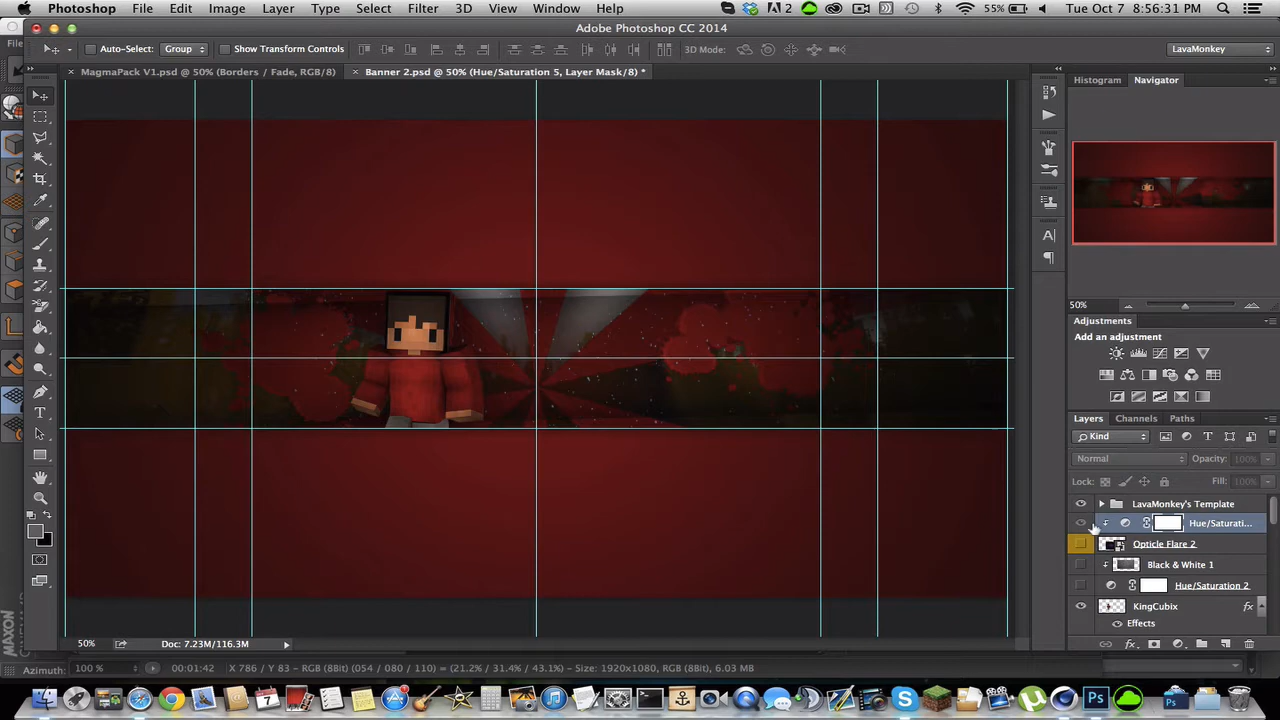 Photoshop File Edit Image Layer Type Select Filter 3D View Window Help 2 55% Tue Oct 7 8:56:31 PM
Adobe Photoshop CC 2014
Auto-Select: Group Show Transform Controls 3D Mode: LavaMonkey
MagmaPack V1.psd @ 50% (Borders / Fade, RGB/8) Banner 2.psd @ 50% (Hue/Saturation 5, Layer Mask/8) *
Histogram Navigator
50%
Adjustments
Add an adjustment
Layers Channels Paths
Kind
Normal Opacity: 100%
Lock: Fill: 100%
LavaMonkey's Template
Hue/Saturati...
Opticle Flare 2
Black & White 1
Hue/Saturation 2
KingCubix fx
Effects
50% Doc: 7.23M/116.3M
MAXON
Azimuth: 100 % 00:01:42 X 786 / Y 83 - RGB (8Bit) (054 / 080 / 110) = (21.2% / 31.4% / 43.1%) - Size: 1920x1080, RGB (8Bit), 6.03 MB